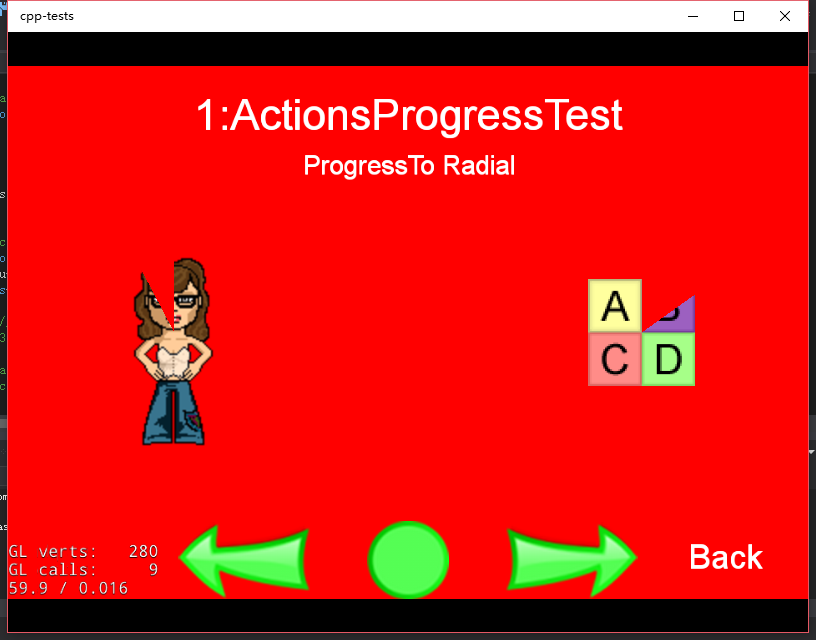 cpp-tests
1:ActionsProgressTest
ProgressTo Radial
A B
C D
GL verts: 280
GL calls: 9
59.9 / 0.016
Back